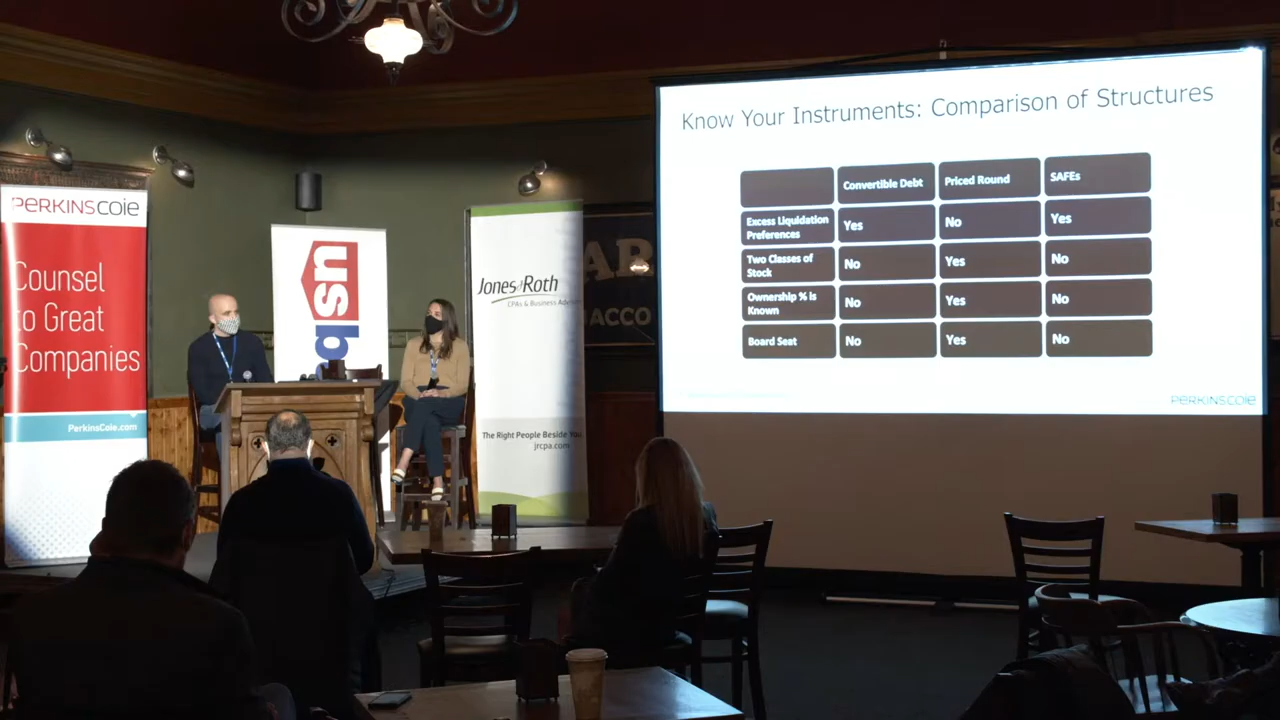 PERKINScoie
Counsel
to Great
Companies
PerkinsCoie.com
qsn
Jones&Roth
CPAs & Business
The Right People Beside You
jrcpa.com
ACCO
Know Your Instruments: Comparison of Structures
Convertible Debt Priced Round SAFEs
Excess Liquidation
Preferences Yes No Yes
Two Classes of
Stock No Yes No
Ownership % is
Known No Yes No
Board Seat No Yes No
PERKINScoie